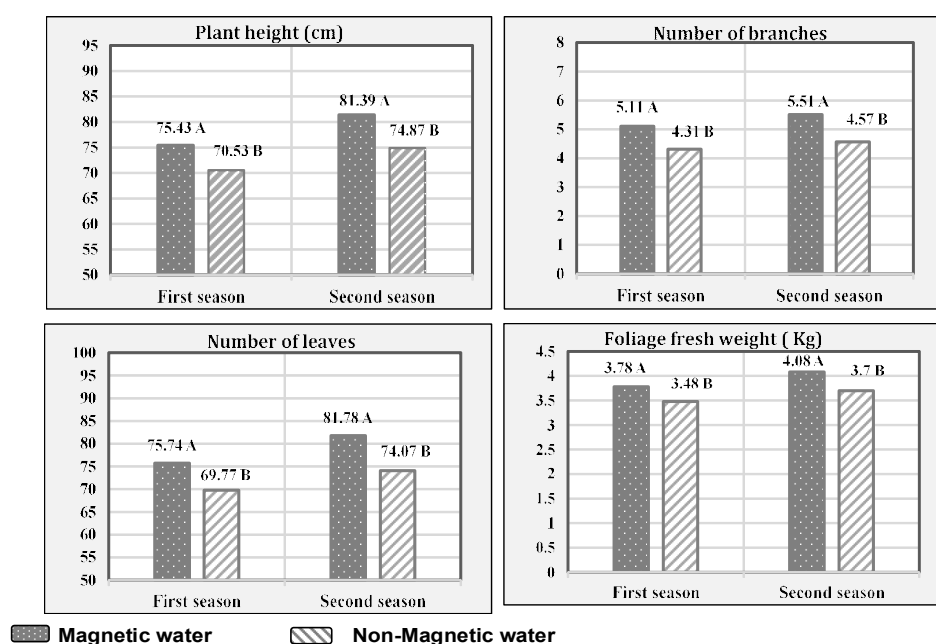 Plant height (cm)
95
90
85
80
75
70
65
60
55
50
75.43 A
70.53 B
81.39 A
74.87 B
First season
Second season
Number of branches
8
7
6
5
4
3
2
1
0
5.11 A
4.31 B
5.51 A
4.57 B
First season
Second season
Number of leaves
100
95
90
85
80
75
70
65
60
55
50
75.74 A
69.77 B
81.78 A
74.07 B
First season
Second season
Foliage fresh weight ( Kg)
4.5
4
3.5
3
2.5
2
1.5
1
0.5
0
3.78 A
3.48 B
4.08 A
3.7 B
First season
Second season
Magnetic water
Non-Magnetic water